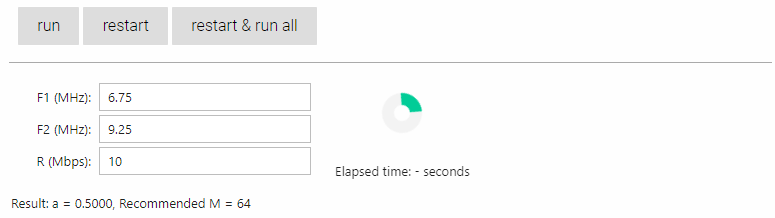 run restart restart & run all
F1 (MHz): 6.75
F2 (MHz): 9.25
R (Mbps): 10
Elapsed time: - seconds
Result: a = 0.5000, Recommended M = 64